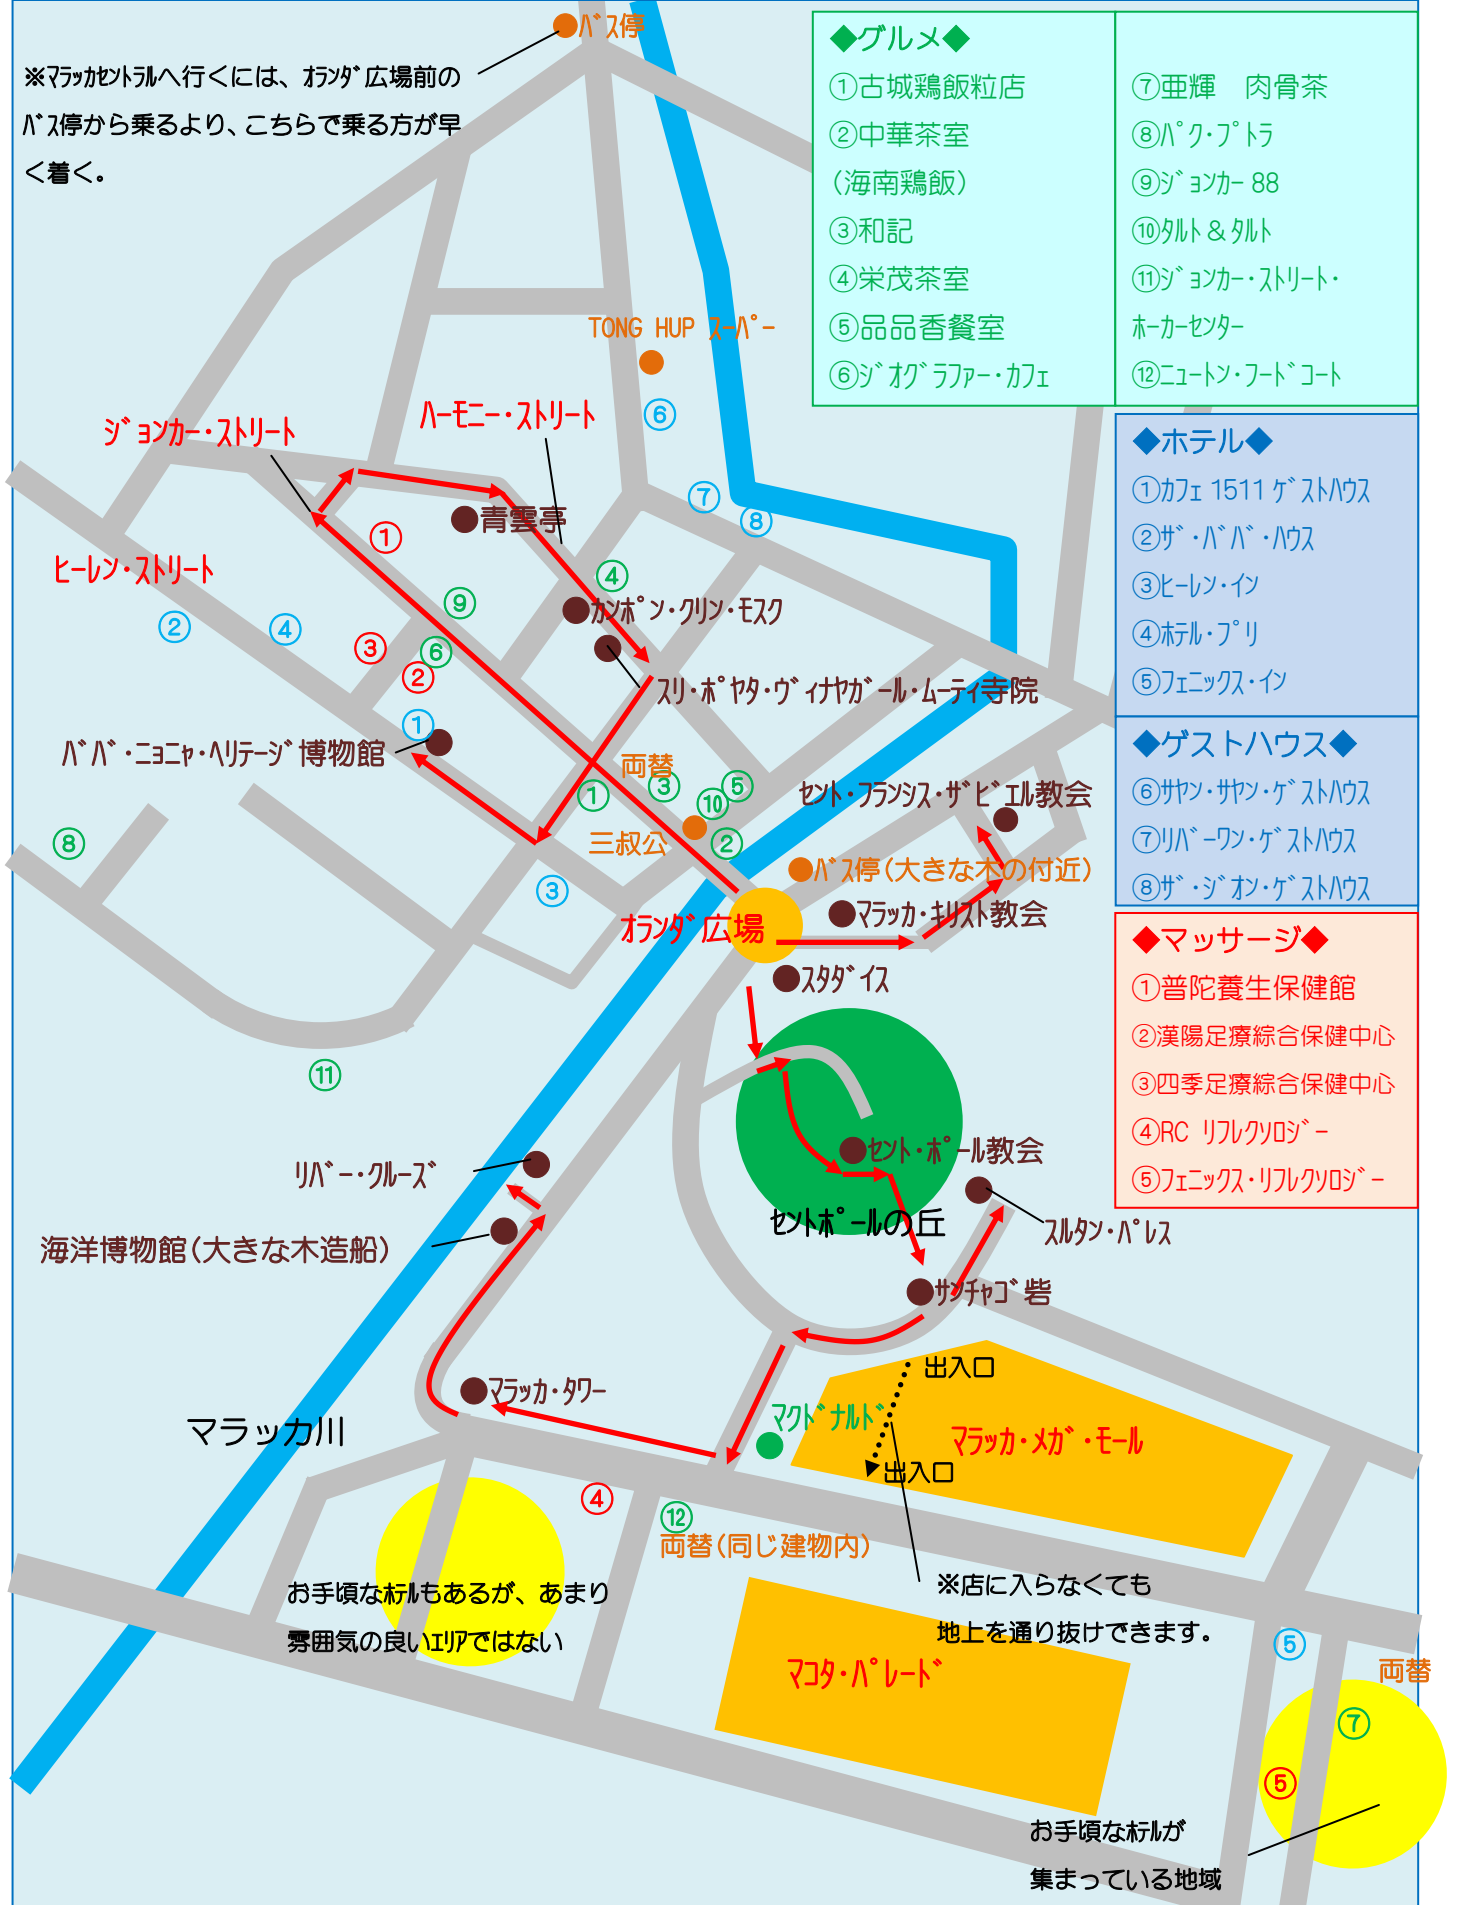 バス停
※マラッカセントラルへ行くには、オランダ広場前の
バス停から乗るより、こちらで乗る方が早
く着く。
◆グルメ◆
①古城鶏飯粒店
②中華茶室
(海南鶏飯)
③和記
④栄茂茶室
⑤品品香餐室
⑥ジオグラファー・カフェ
⑦亜輝　肉骨茶
⑧パク・プトラ
⑨ジョンカー88
⑩タルト&タルト
⑪ジョンカー・ストリート・
ホーカーセンター
⑫ニュートン・フードコート
◆ホテル◆
①カフェ1511ゲストハウス
②ザ・ババ・ハウス
③ヒーレン・イン
④ホテル・プリ
⑤フェニックス・イン
◆ゲストハウス◆
⑥サヤン・サヤン・ゲストハウス
⑦リバーワン・ゲストハウス
⑧ザ・ジオン・ゲストハウス
◆マッサージ◆
①普陀養生保健館
②漢陽足療綜合保健中心
③四季足療綜合保健中心
④RC リフレクソロジー
⑤フェニックス・リフレクソロジー
TONG HUP スーパー
⑥
ハーモニー・ストリート
ジョンカー・ストリート
⑦
⑧
青雲亭
①
ヒーレン・ストリート
④
⑨
カンポン・クリン・モスク
②
④
③
⑥
②
スリ・ポヤタ・ヴィナヤガール・ムーティ寺院
①
ババ・ニョニャ・ヘリテージ博物館
両替
③
⑤
①
⑩
セント・フランシス・ザビエル教会
⑧
三叔公
②
バス停(大きな木の付近)
③
マラッカ・キリスト教会
オランダ広場
スタダイス
⑪
セント・ポール教会
リバー・クルーズ
セントポールの丘
スルタン・パレス
海洋博物館(大きな木造船)
サンチャゴ砦
出入口
マラッカ・タワー
マクドナルド
マラッカ川
マラッカ・メガ・モール
出入口
④
⑫
両替(同じ建物内)
お手頃なホテルもあるが、あまり
雰囲気の良いエリアではない
※店に入らなくても
地上を通り抜けできます。
⑤
両替
マコタ・パレード
⑦
⑤
お手頃なホテルが
集まっている地域